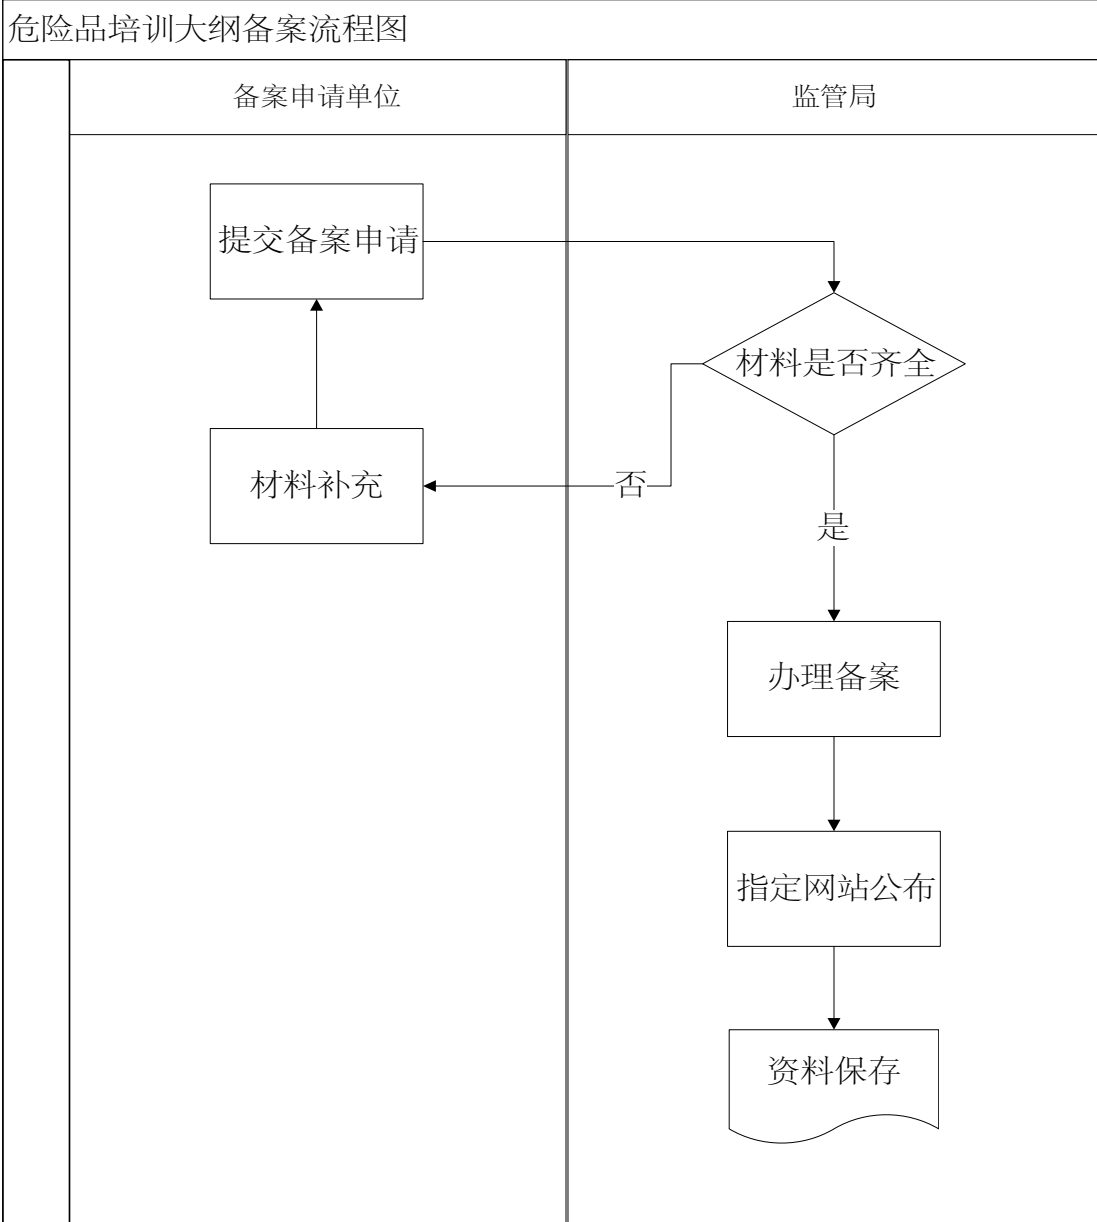 危险品培训大纲备案流程图
备案申请单位
监管局
提交备案申请
材料是否齐全
材料补充
否
是
办理备案
指定网站公布
资料保存